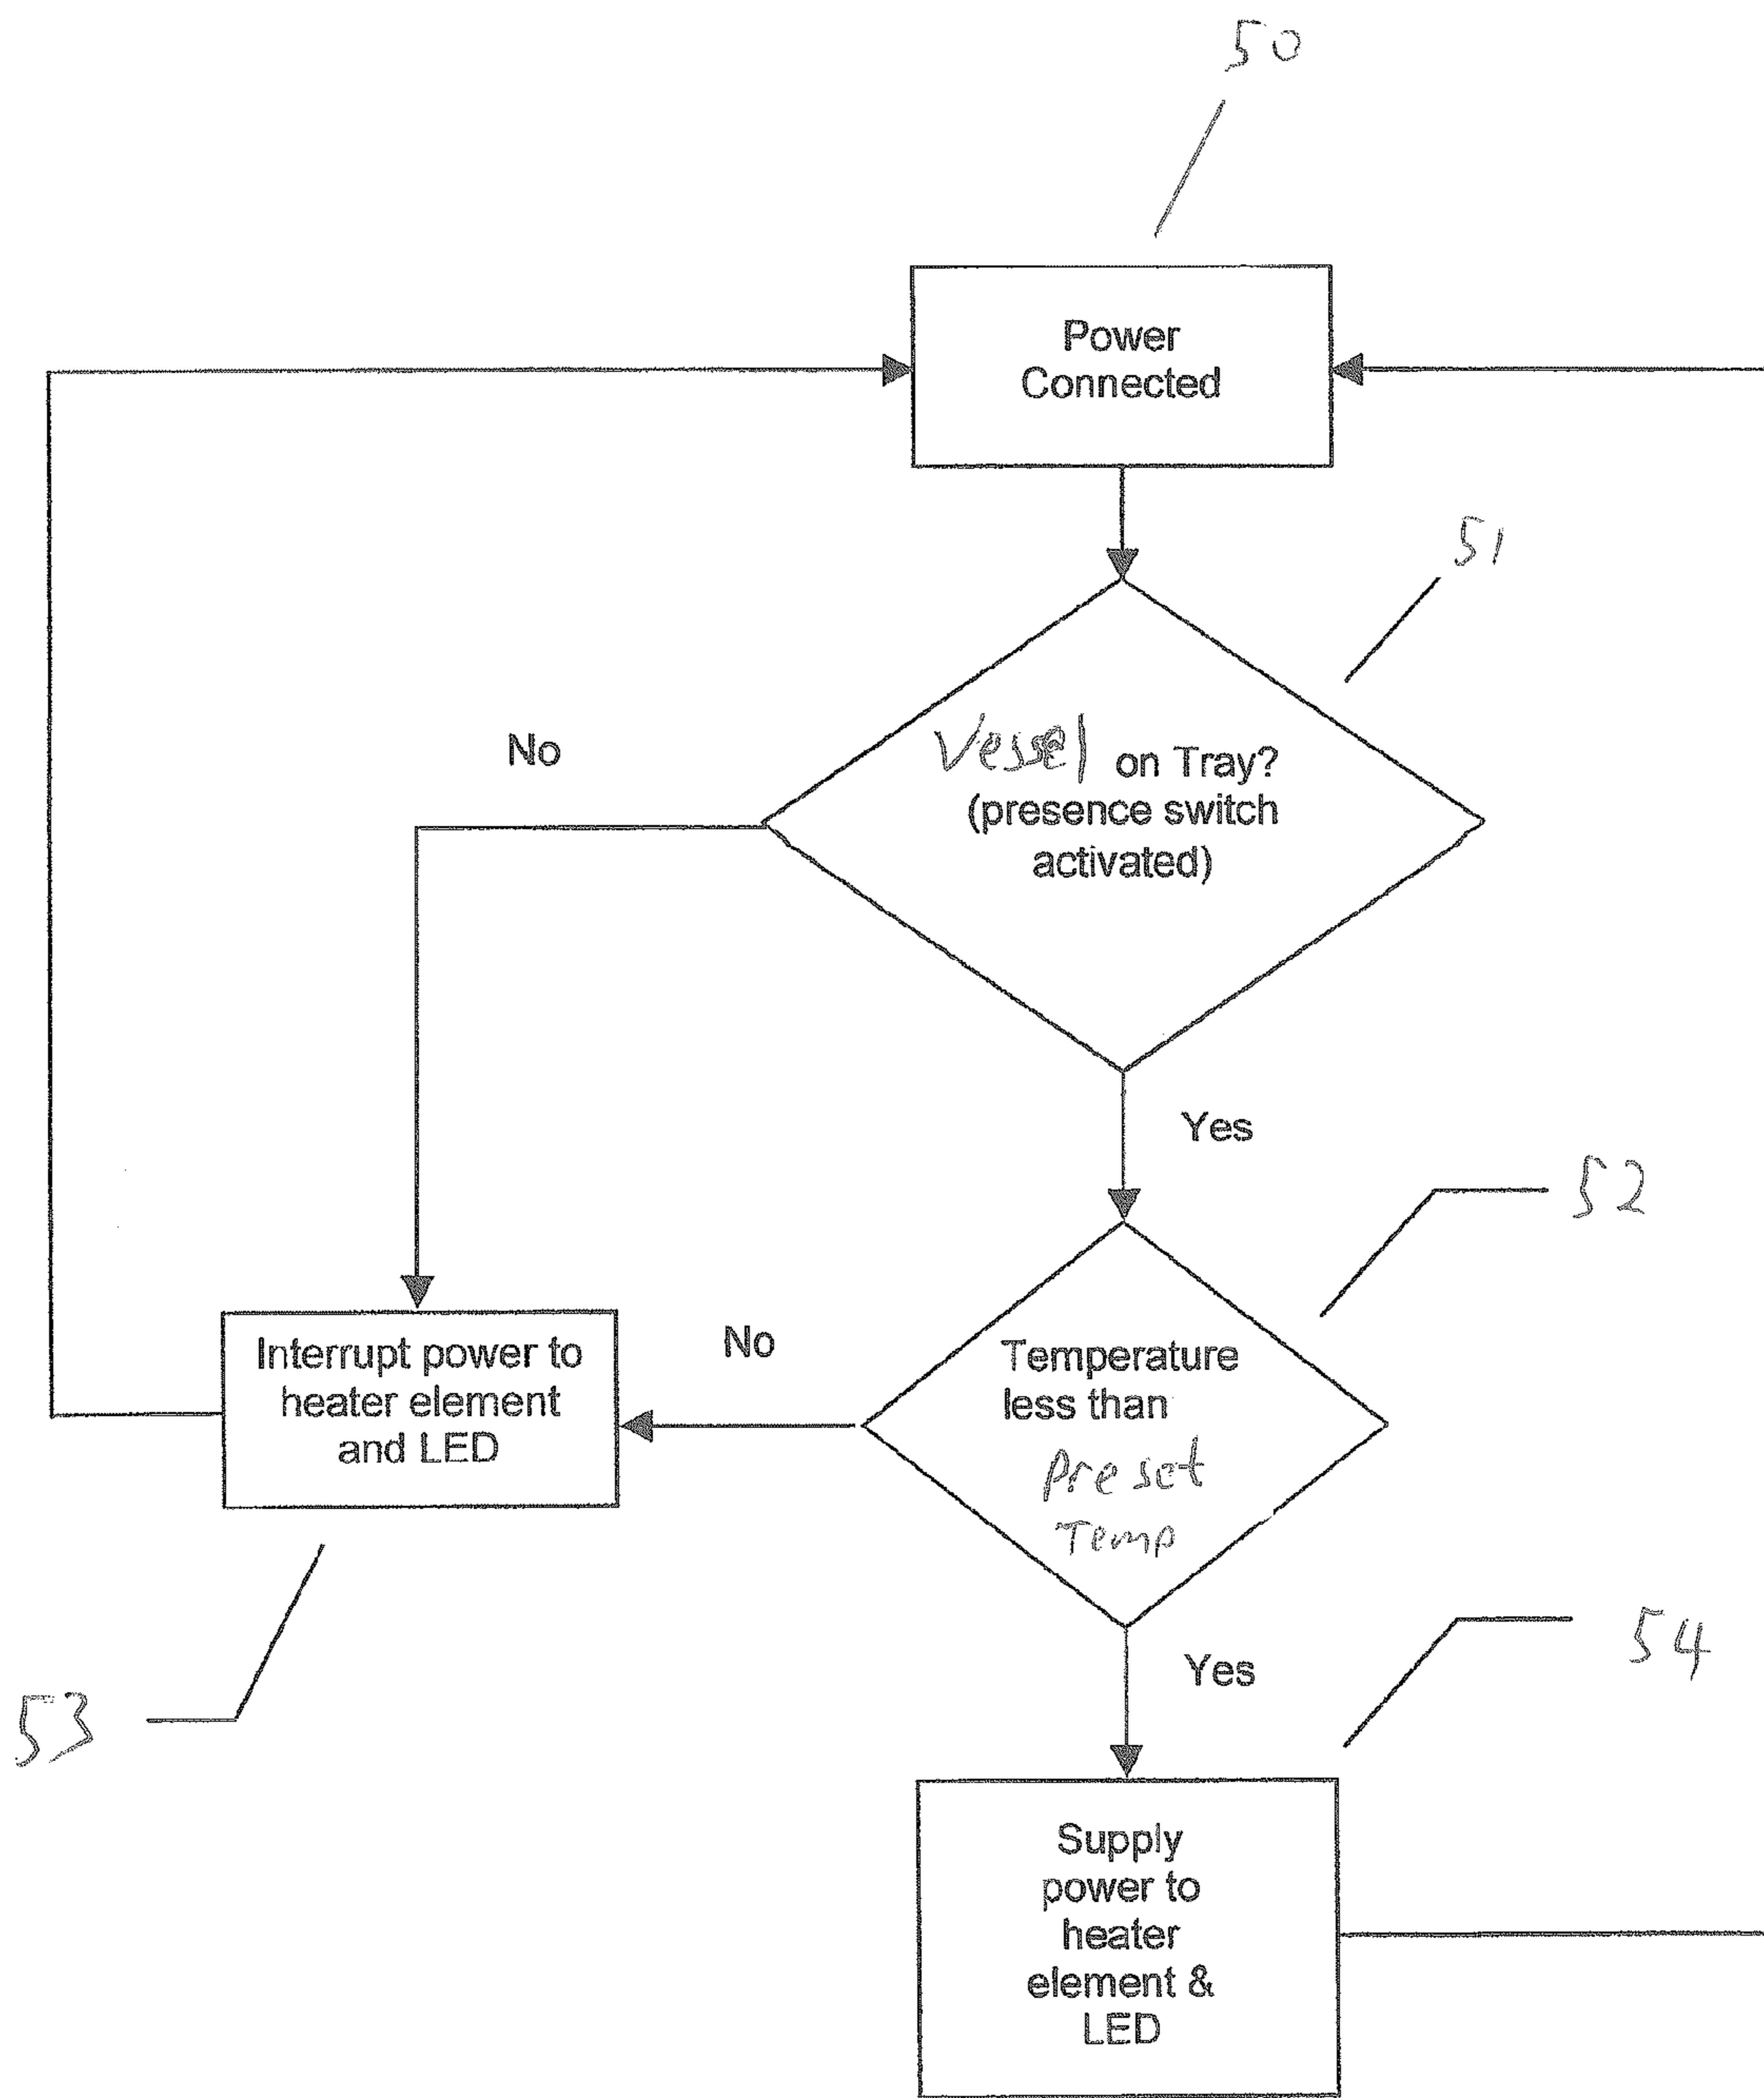 50
Power
Connected
51
No
Vessel on Tray?
(presence switch
activated)
Yes
52
Interrupt power to
heater element
and LED
No
Temperature
less than
Preset
Temp
53
Yes
54
Supply
power to
heater
element &
LED